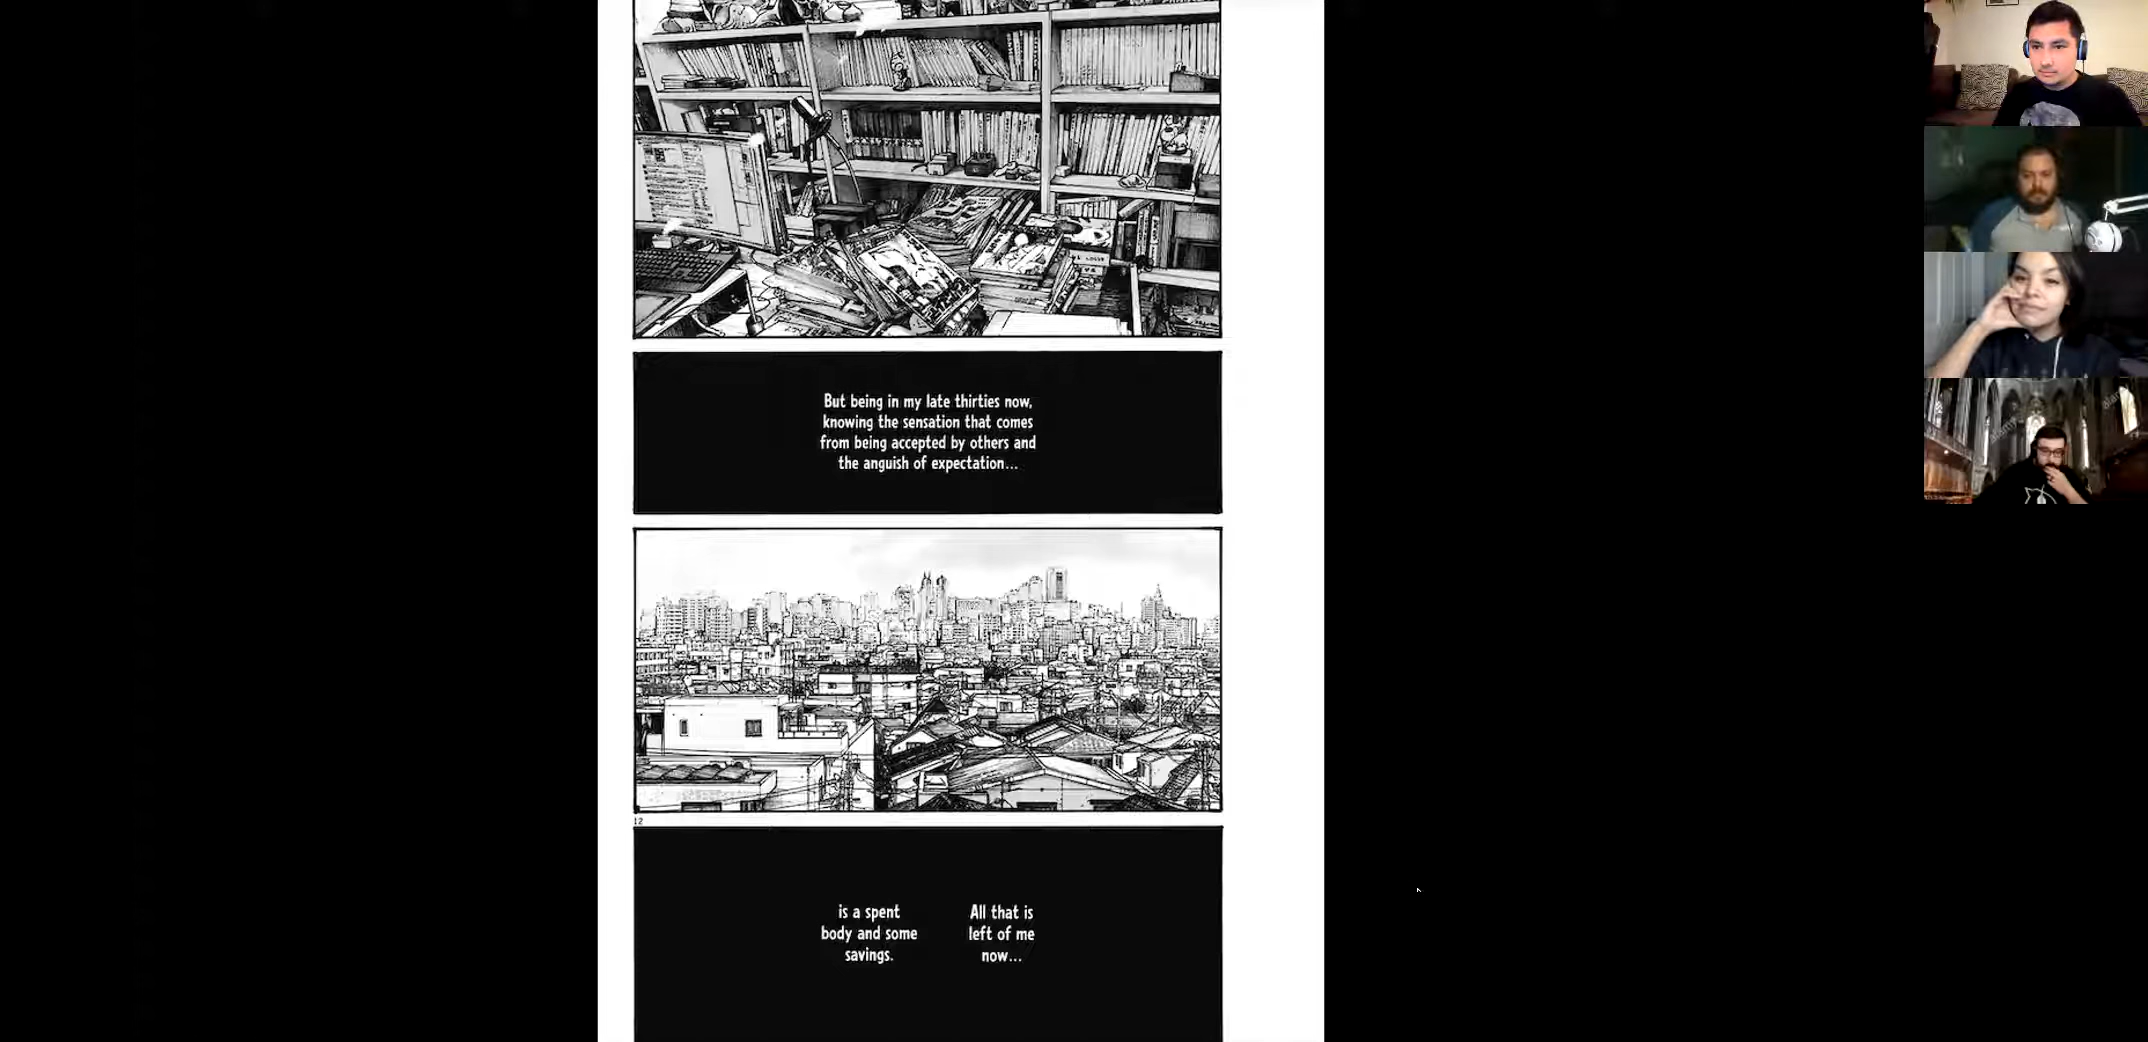 But being in my late thirties now,
knowing the sensation that comes
from being accepted by others and
the anguish of expectation...
12
All that is
left of me
now...
is a spent
body and some
savings.